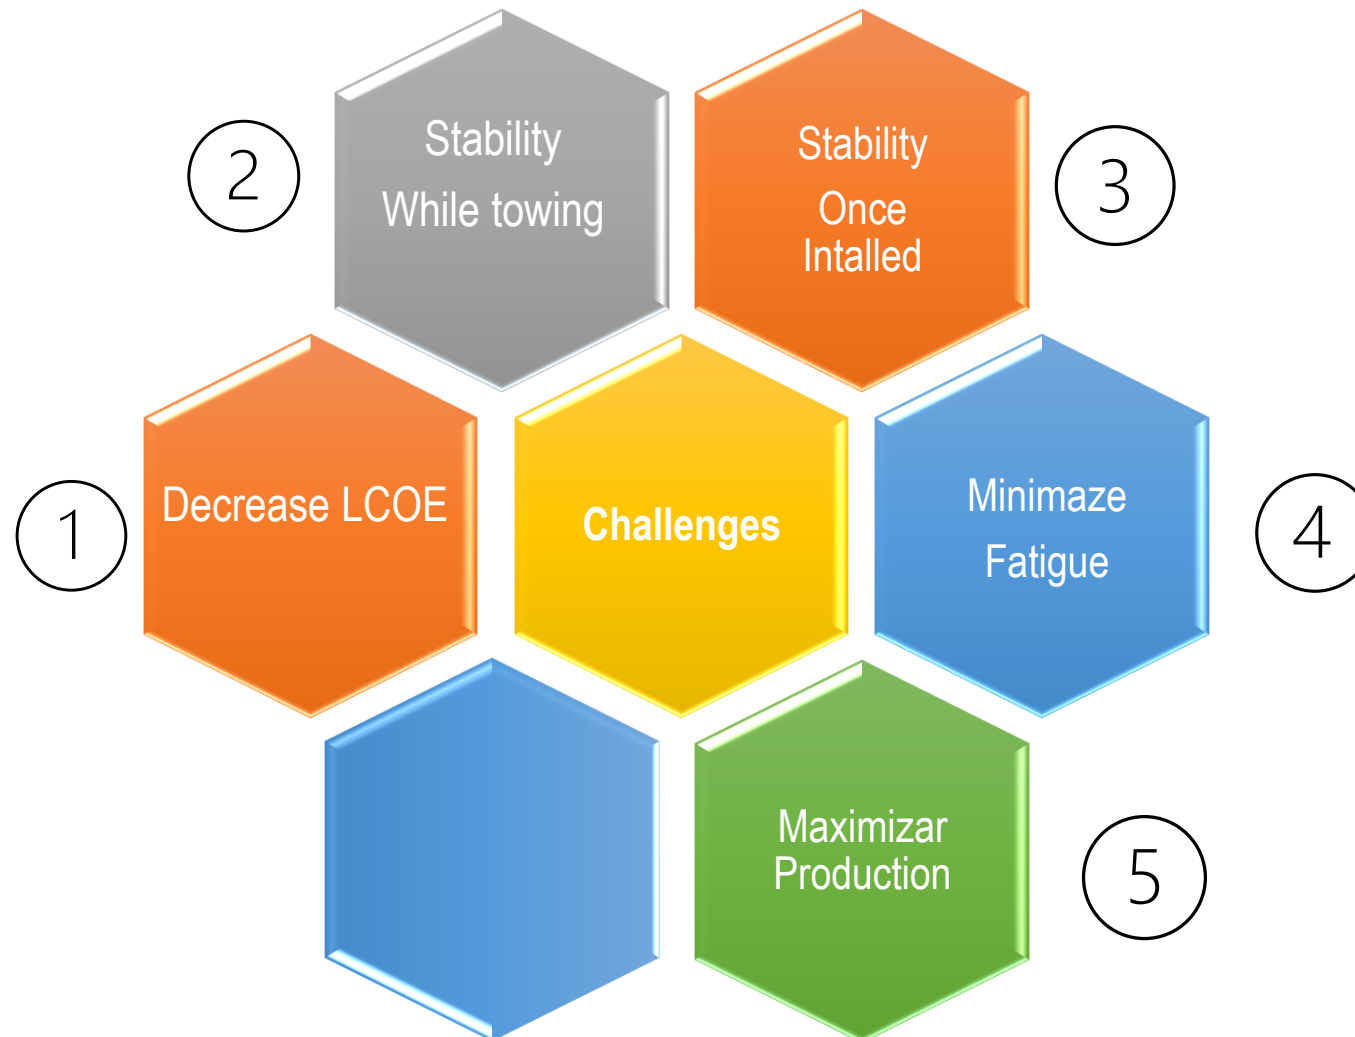 2
Stability
While towing
Stability
Once
Intalled
3
1
Decrease LCOE
Challenges
Minimaze
Fatigue
4
Maximizar
Production
5